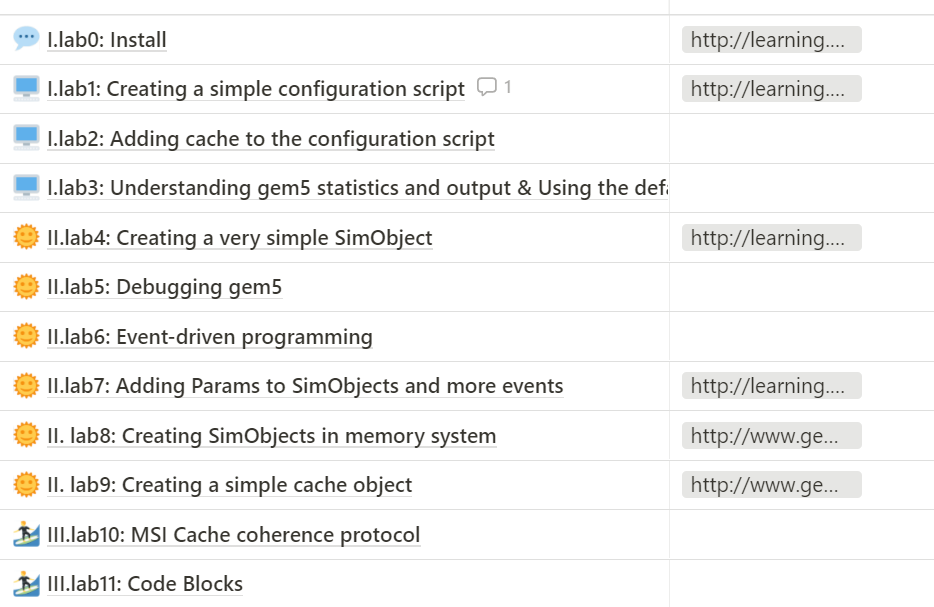 I.lab0: Install http://learning....
I.lab1: Creating a simple configuration script 1 http://learning....
I.lab2: Adding cache to the configuration script
I.lab3: Understanding gem5 statistics and output & Using the
II.lab4: Creating a very simple SimObject http://learning....
II.lab5: Debugging gem5
II.lab6: Event-driven programming
II.lab7: Adding Params to SimObjects and more events http://learning....
II. lab8: Creating SimObjects in memory system http://www.ge...
II. lab9: Creating a simple cache object http://www.ge...
III.lab10: MSI Cache coherence protocol
III.lab11: Code Blocks